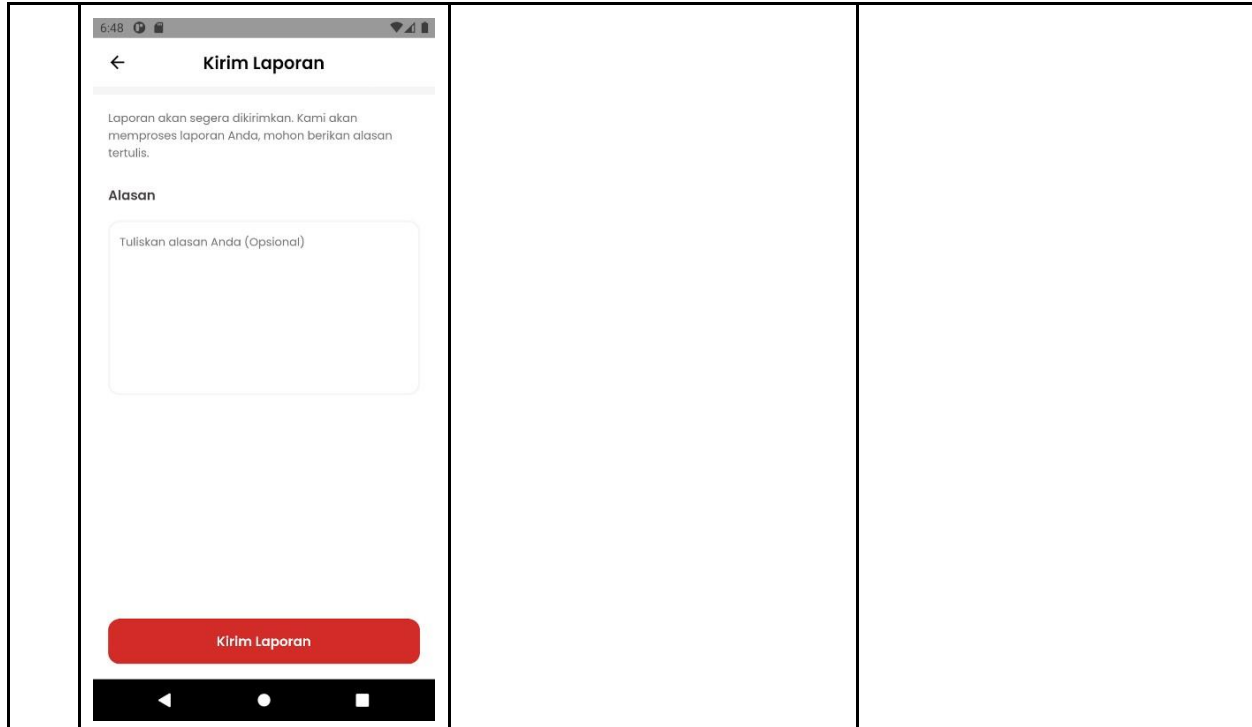 6:48
Kirim Laporan
Laporan akan segera dikirimkan. Kami akan
memproses laporan Anda, mohon berikan alasan
tertulis.
Alasan
Tuliskan alasan Anda (Opsional)
Kirim Laporan